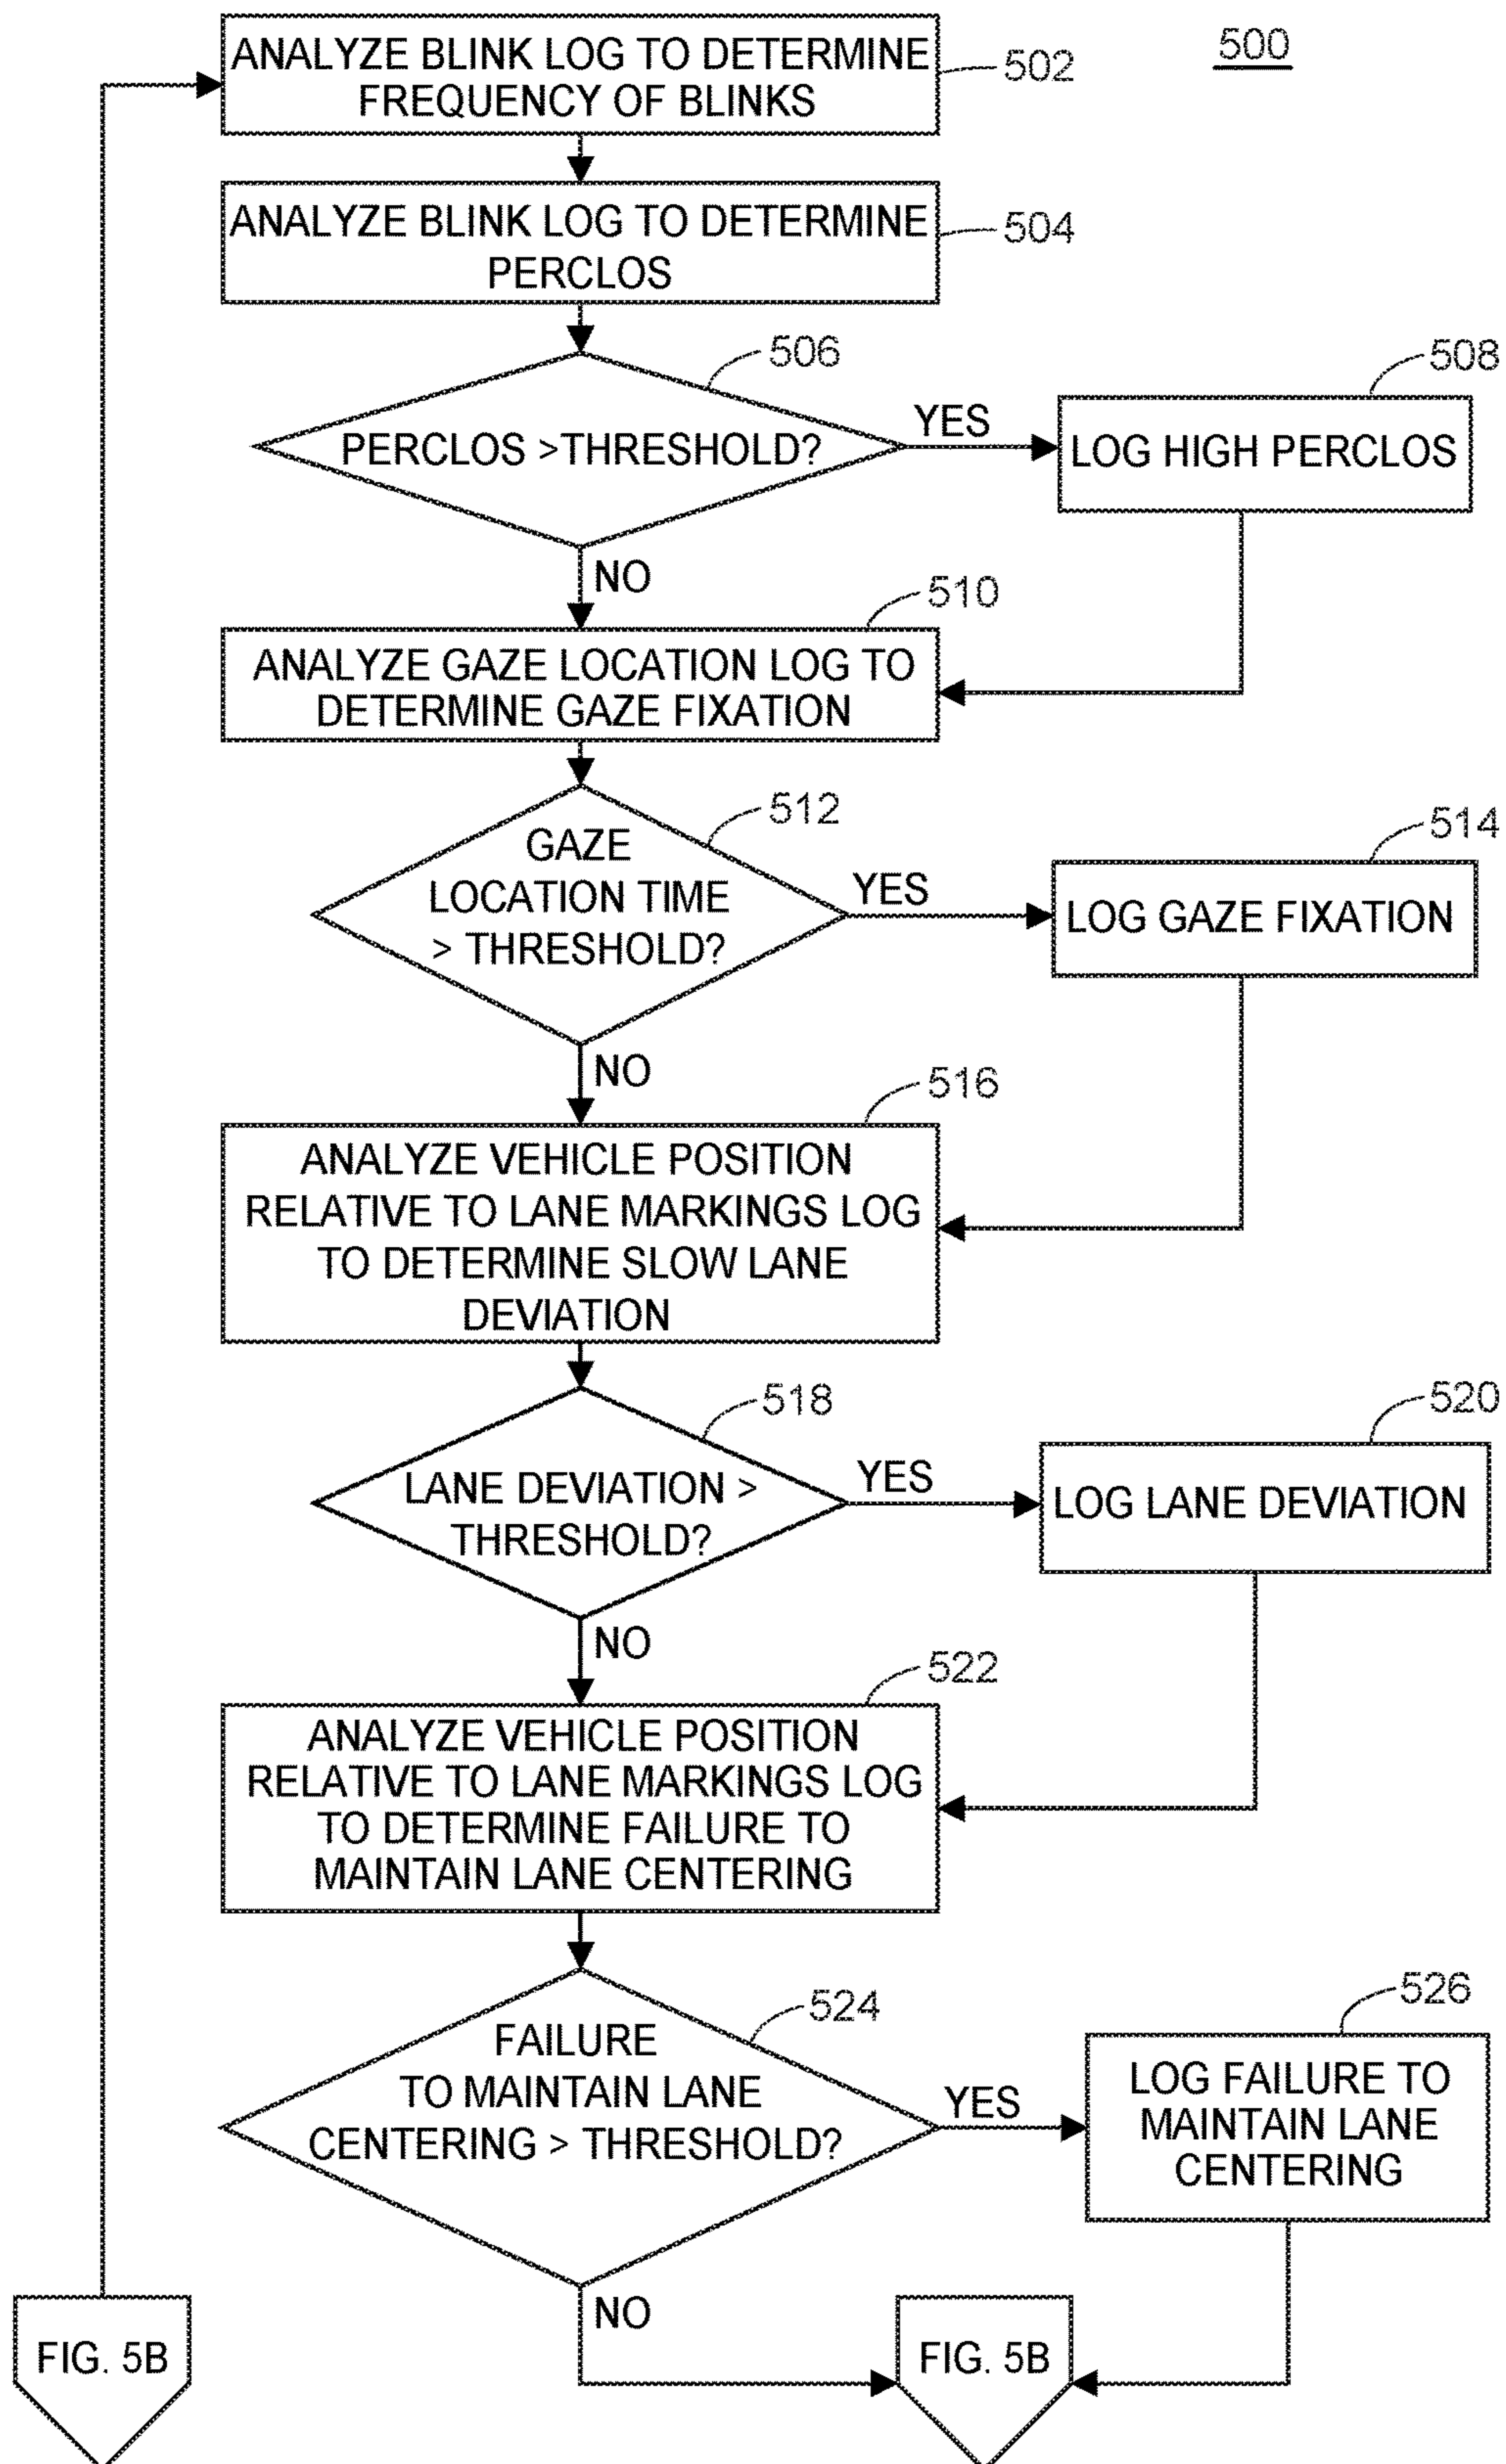 500
ANALYZE BLINK LOG TO DETERMINE
FREQUENCY OF BLINKS
502
ANALYZE BLINK LOG TO DETERMINE
PERCLOS
504
506
PERCLOS >THRESHOLD?
YES
508
LOG HIGH PERCLOS
NO
510
ANALYZE GAZE LOCATION LOG TO
DETERMINE GAZE FIXATION
512
GAZE
LOCATION TIME
> THRESHOLD?
YES
514
LOG GAZE FIXATION
NO
516
ANALYZE VEHICLE POSITION
RELATIVE TO LANE MARKINGS LOG
TO DETERMINE SLOW LANE
DEVIATION
518
LANE DEVIATION >
THRESHOLD?
YES
520
LOG LANE DEVIATION
NO
522
ANALYZE VEHICLE POSITION
RELATIVE TO LANE MARKINGS LOG
TO DETERMINE FAILURE TO
MAINTAIN LANE CENTERING
524
FAILURE
TO MAINTAIN LANE
CENTERING > THRESHOLD?
YES
526
LOG FAILURE TO
MAINTAIN LANE
CENTERING
NO
FIG. 5B
FIG. 5B